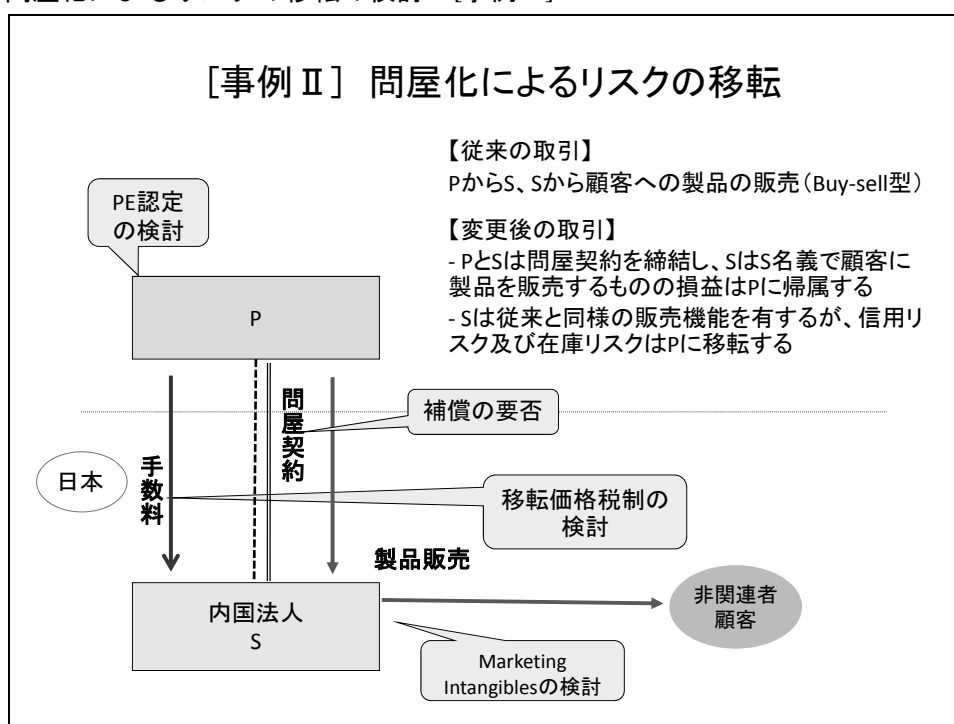 ［事例Ⅱ］ 問屋化によるリスクの移転
【従来の取引】
PからS、Sから顧客への製品の販売（Buy-sell型）
【変更後の取引】
- PとSは問屋契約を締結し、SはS名義で顧客に
製品を販売するものの損益はPに帰属する
- Sは従来と同様の販売機能を有するが、信用リ
スク及び在庫リスクはPに移転する
PE認定
の検討
P
問屋契約
補償の要否
日本
手数料
移転価格税制の
検討
製品販売
内国法人
S
非関連者
顧客
Marketing
Intangiblesの検討